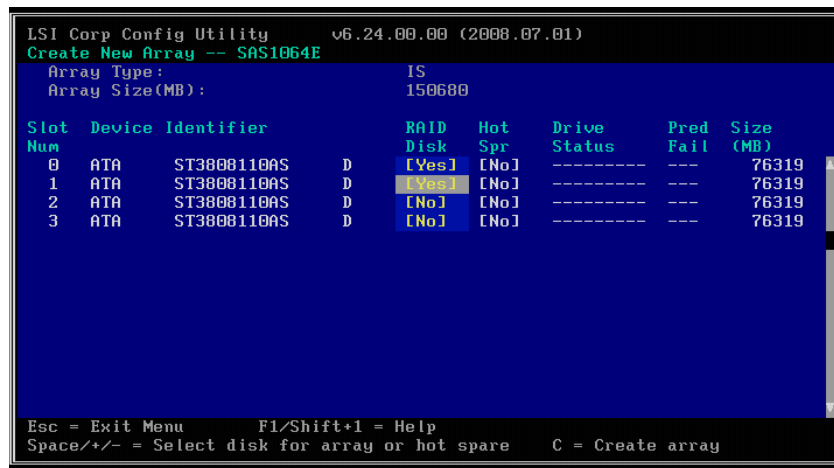 LSI Corp Config Utility v6.24.00.00 (2008.07.01)
Create New Array -- SAS1064E
Array Type: IS
Array Size(MB): 150680
Slot Device Identifier RAID Hot Drive Pred Size
Num Disk Spr Status Fail (MB)
0 ATA ST3808110AS D [Yes] [No] --------- --- 76319
1 ATA ST3808110AS D [Yes] [No] --------- --- 76319
2 ATA ST3808110AS D [No] [No] --------- --- 76319
3 ATA ST3808110AS D [No] [No] --------- --- 76319
Esc = Exit Menu F1/Shift+1 = Help
Space/+/- = Select disk for array or hot spare C = Create array